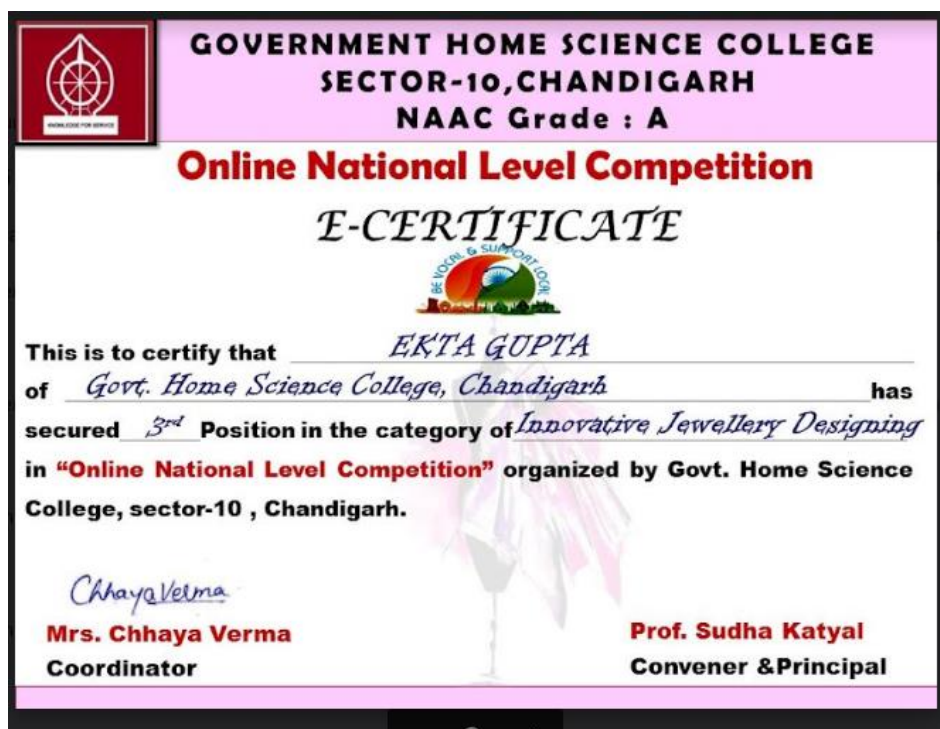 GOVERNMENT HOME SCIENCE COLLEGE
SECTOR-10,CHANDIGARH
NAAC Grade : A
KNOWLEDGE FOR SERVICE
Online National Level Competition
E-CERTIFICATE
BE VOCAL & SUPPORT LOCAL
This is to certify that EKTA GUPTA
of Govt. Home Science College, Chandigarh has
secured 3rd Position in the category of Innovative Jewellery Designing
in “Online National Level Competition” organized by Govt. Home Science
College, sector-10 , Chandigarh.
Chhaya Verma
Mrs. Chhaya Verma
Coordinator
Prof. Sudha Katyal
Convener &Principal